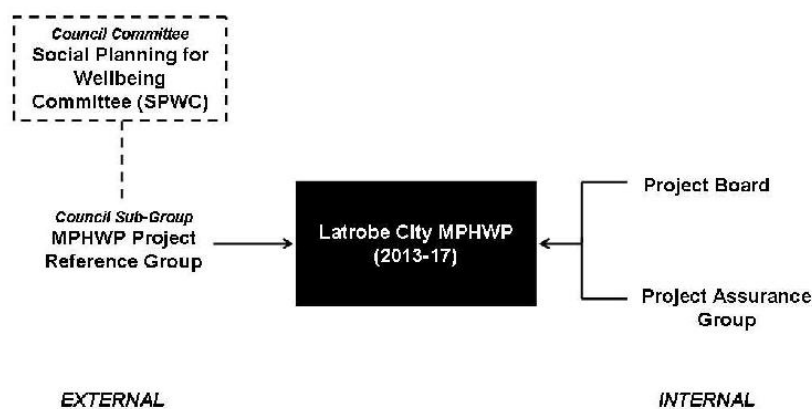 Council Committee
Social Planning for
Wellbeing
Committee (SPWC)
Council Sub-Group
MPHWP Project
Reference Group
Latrobe City MPHWP
(2013-17)
Project Board
Project Assurance
Group
EXTERNAL
INTERNAL